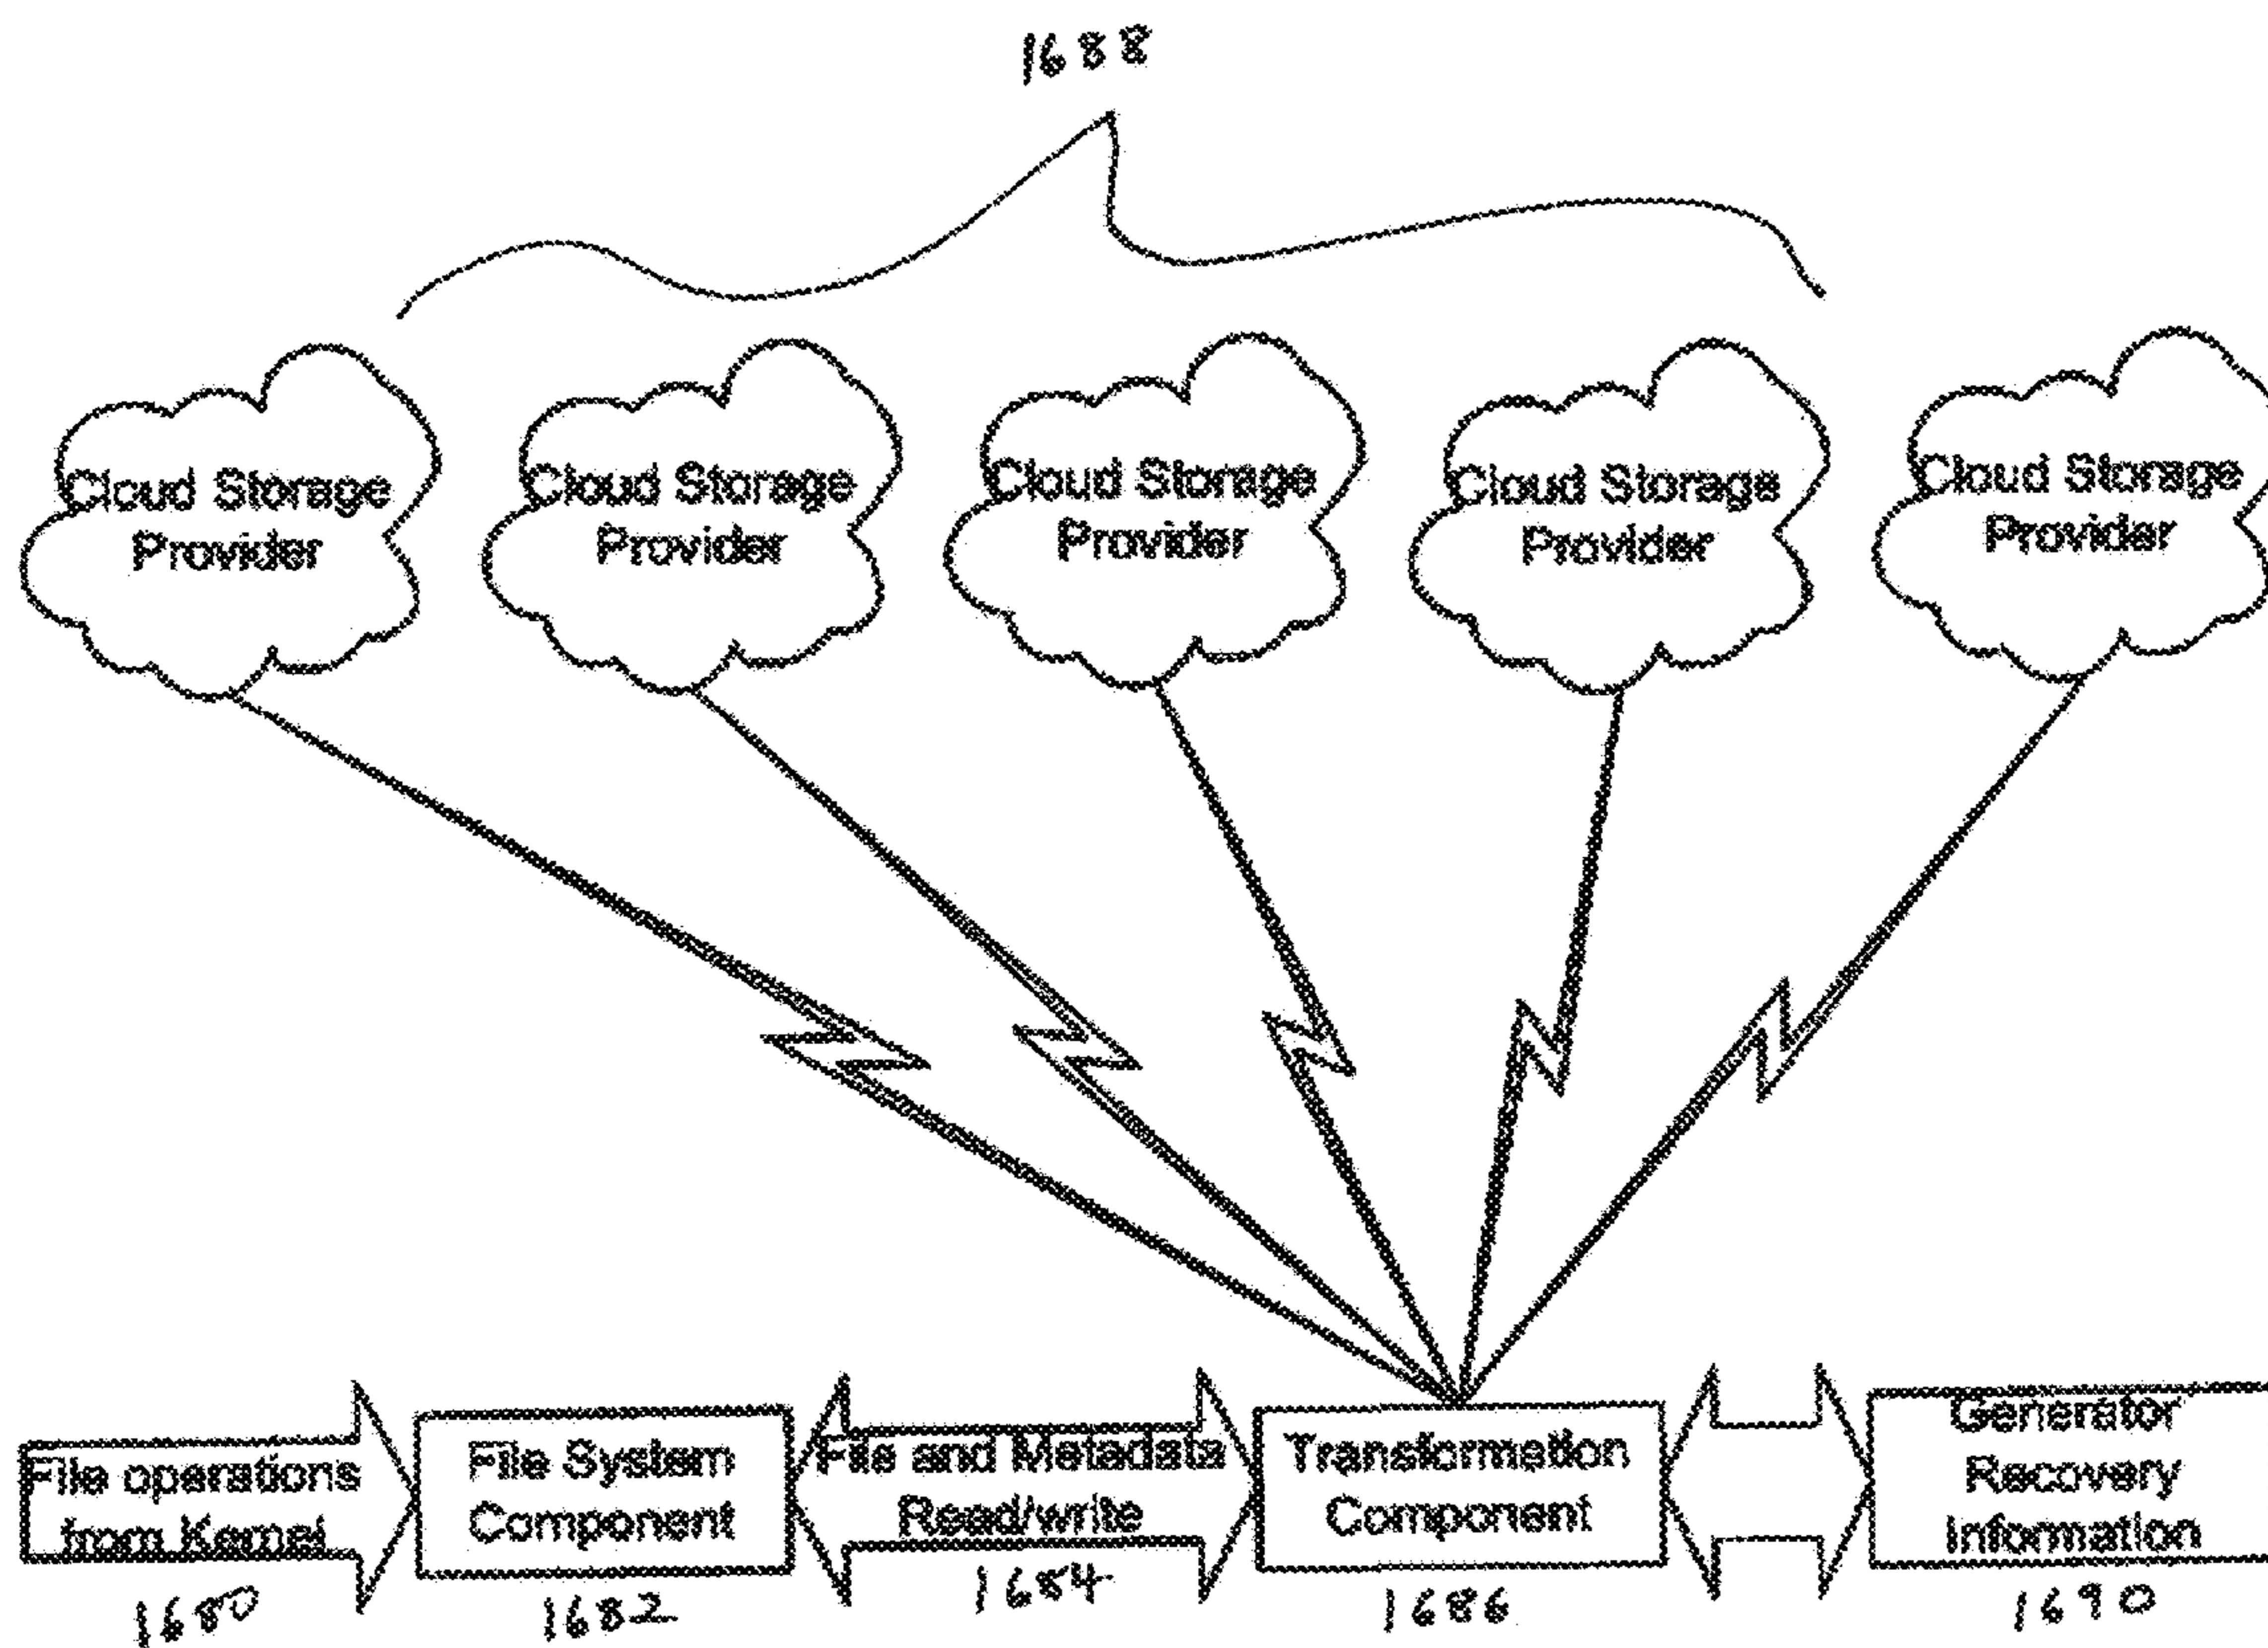 1688
Cloud Storage
Provider
Cloud Storage
Provider
Cloud Storage
Provider
Cloud Storage
Provider
Cloud Storage
Provider
File operations
from Kernel
File System
Component
File and Metadata
Read/write
Transformation
Component
Generator
Recovery
Information
1680
1682
1684
1686
1690